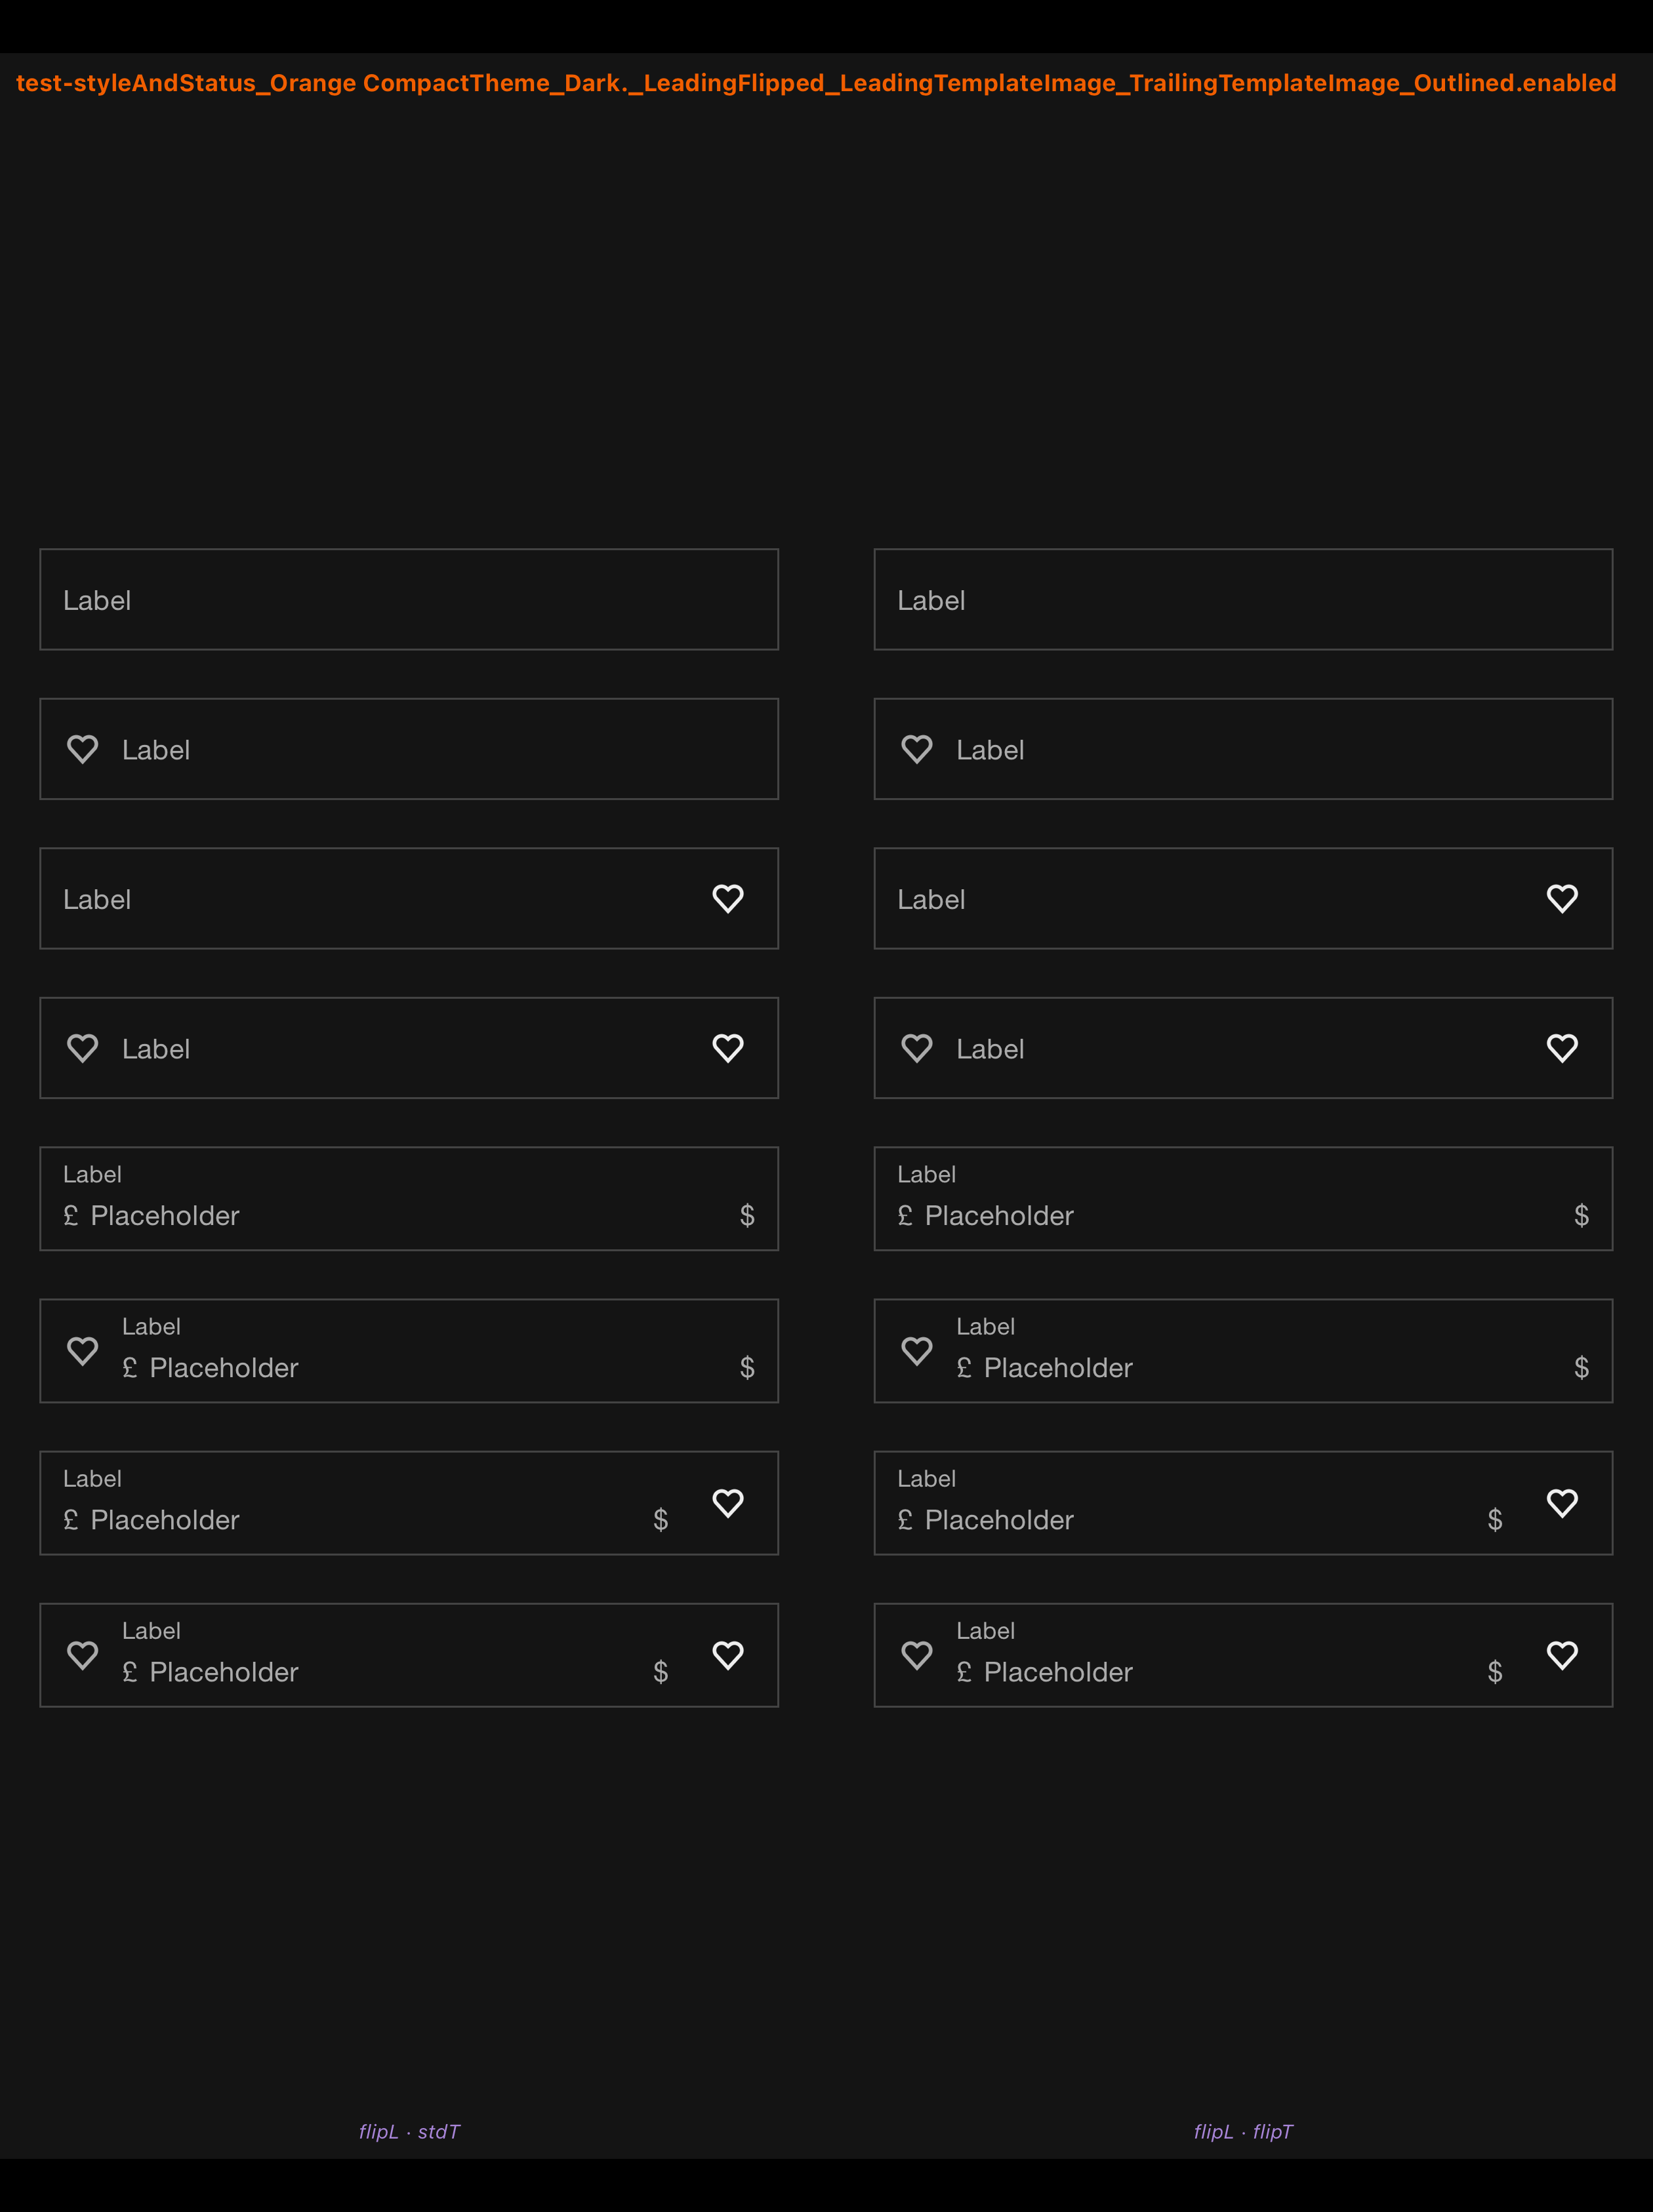 test-styleAndStatus_Orange CompactTheme_Dark._LeadingFlipped_LeadingTemplateImage_TrailingTemplateImage_Outlined.enabled
Label
Label
Label
Label
Label
Label
Label
Label
Label
Label
£ Placeholder $
£ Placeholder $
Label
Label
£ Placeholder $
£ Placeholder $
Label
Label
£ Placeholder $
£ Placeholder $
Label
Label
£ Placeholder $
£ Placeholder $
flipL · stdT
flipL · flipT